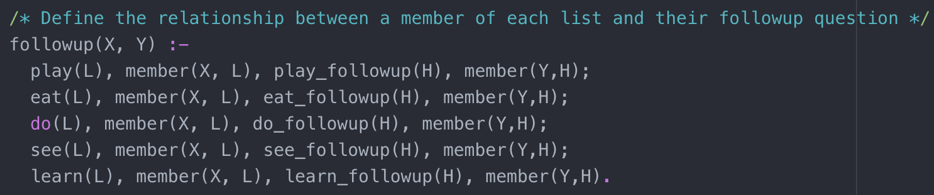 /* Define the relationship between a member of each list and their followup question */
followup(X, Y) :-
  play(L), member(X, L), play_followup(H), member(Y,H);
  eat(L), member(X, L), eat_followup(H), member(Y,H);
  do(L), member(X, L), do_followup(H), member(Y,H);
  see(L), member(X, L), see_followup(H), member(Y,H);
  learn(L), member(X, L), learn_followup(H), member(Y,H).